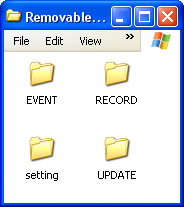 Removable...
File Edit View »
EVENT RECORD
setting UPDATE